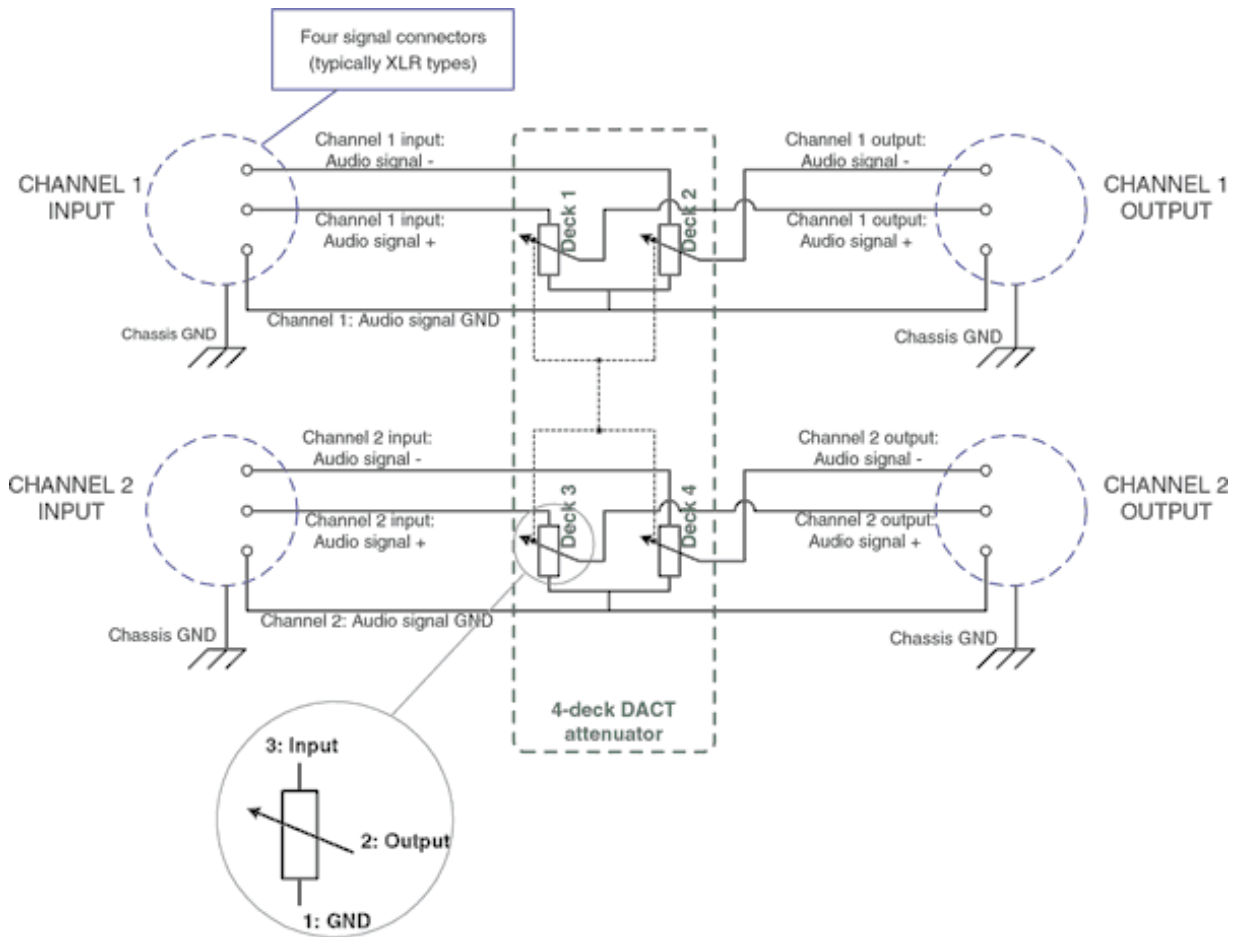 Four signal connectors
(typically XLR types)
Channel 1 input:
Audio signal -
Channel 1 output:
Audio signal -
CHANNEL 1
INPUT
Channel 1 input:
Audio signal +
Deck 1
Deck 2
Channel 1 output:
Audio signal +
CHANNEL 1
OUTPUT
Channel 1: Audio signal GND
Chassis GND
Chassis GND
Channel 2 input:
Audio signal -
Channel 2 output:
Audio signal -
CHANNEL 2
INPUT
Channel 2 input:
Audio signal +
Deck 3
Deck 4
Channel 2 output:
Audio signal +
CHANNEL 2
OUTPUT
Channel 2: Audio signal GND
Chassis GND
Chassis GND
4-deck DACT
attenuator
3: Input
2: Output
1: GND